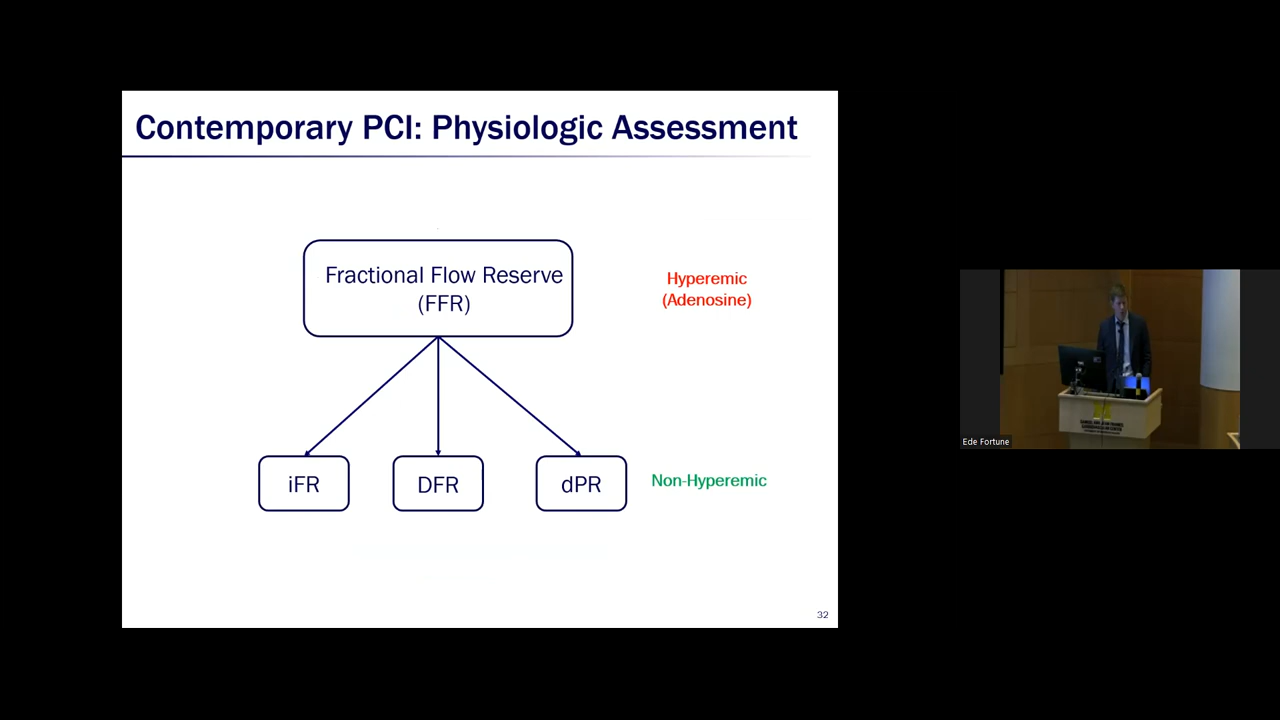 Contemporary PCI: Physiologic Assessment
Fractional Flow Reserve
(FFR)
Hyperemic
(Adenosine)
iFR
DFR
dPR
Non-Hyperemic
32
Ede Fortune